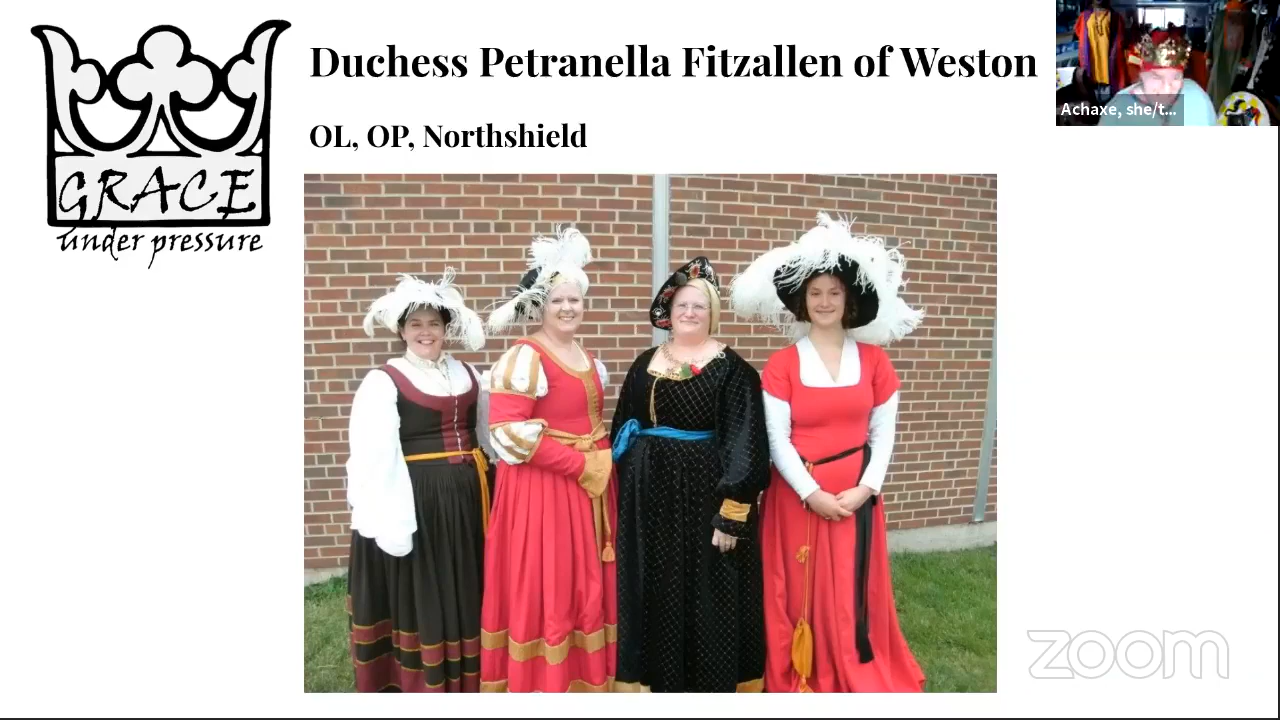 Duchess Petranella Fitzallen of Weston
OL, OP, Northshield
GRACE
under pressure
Achaxe, she/t...
zoom